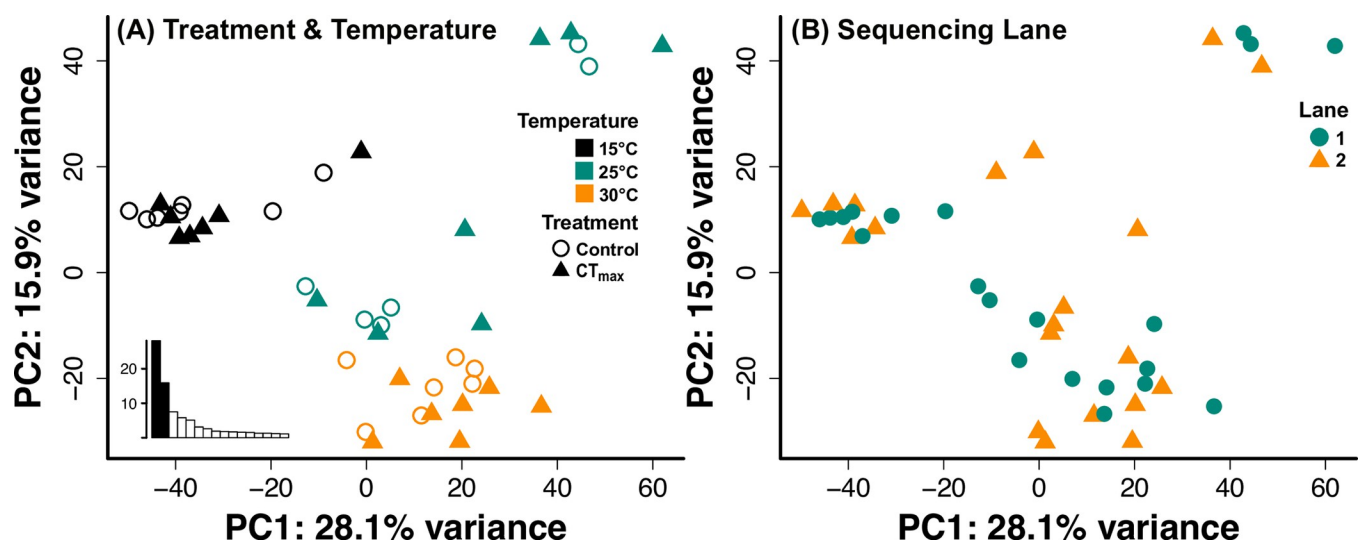 (A) Treatment & Temperature
PC2: 15.9% variance
40
20
0
−20
Temperature
15°C
25°C
30°C
Treatment
Control
CTmax
20
10
−40 −20 0 20 40 60
PC1: 28.1% variance
(B) Sequencing Lane
PC2: 15.9% variance
40
20
0
−20
Lane
1
2
−40 −20 0 20 40 60
PC1: 28.1% variance